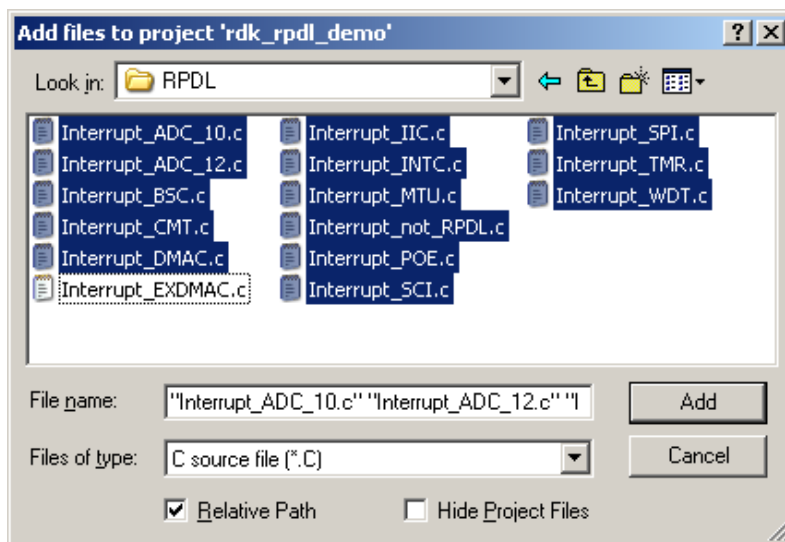 Add files to project 'rdk_rpdl_demo'
Look in: RPDL
Interrupt_ADC_10.c
Interrupt_ADC_12.c
Interrupt_BSC.c
Interrupt_CMT.c
Interrupt_DMAC.c
Interrupt_EXDMAC.c
Interrupt_IIC.c
Interrupt_INTC.c
Interrupt_MTU.c
Interrupt_not_RPDL.c
Interrupt_POE.c
Interrupt_SCI.c
Interrupt_SPI.c
Interrupt_TMR.c
Interrupt_WDT.c
File name: "Interrupt_ADC_10.c" "Interrupt_ADC_12.c" "I
Add
Files of type: C source file (*.C)
Cancel
Relative Path
Hide Project Files